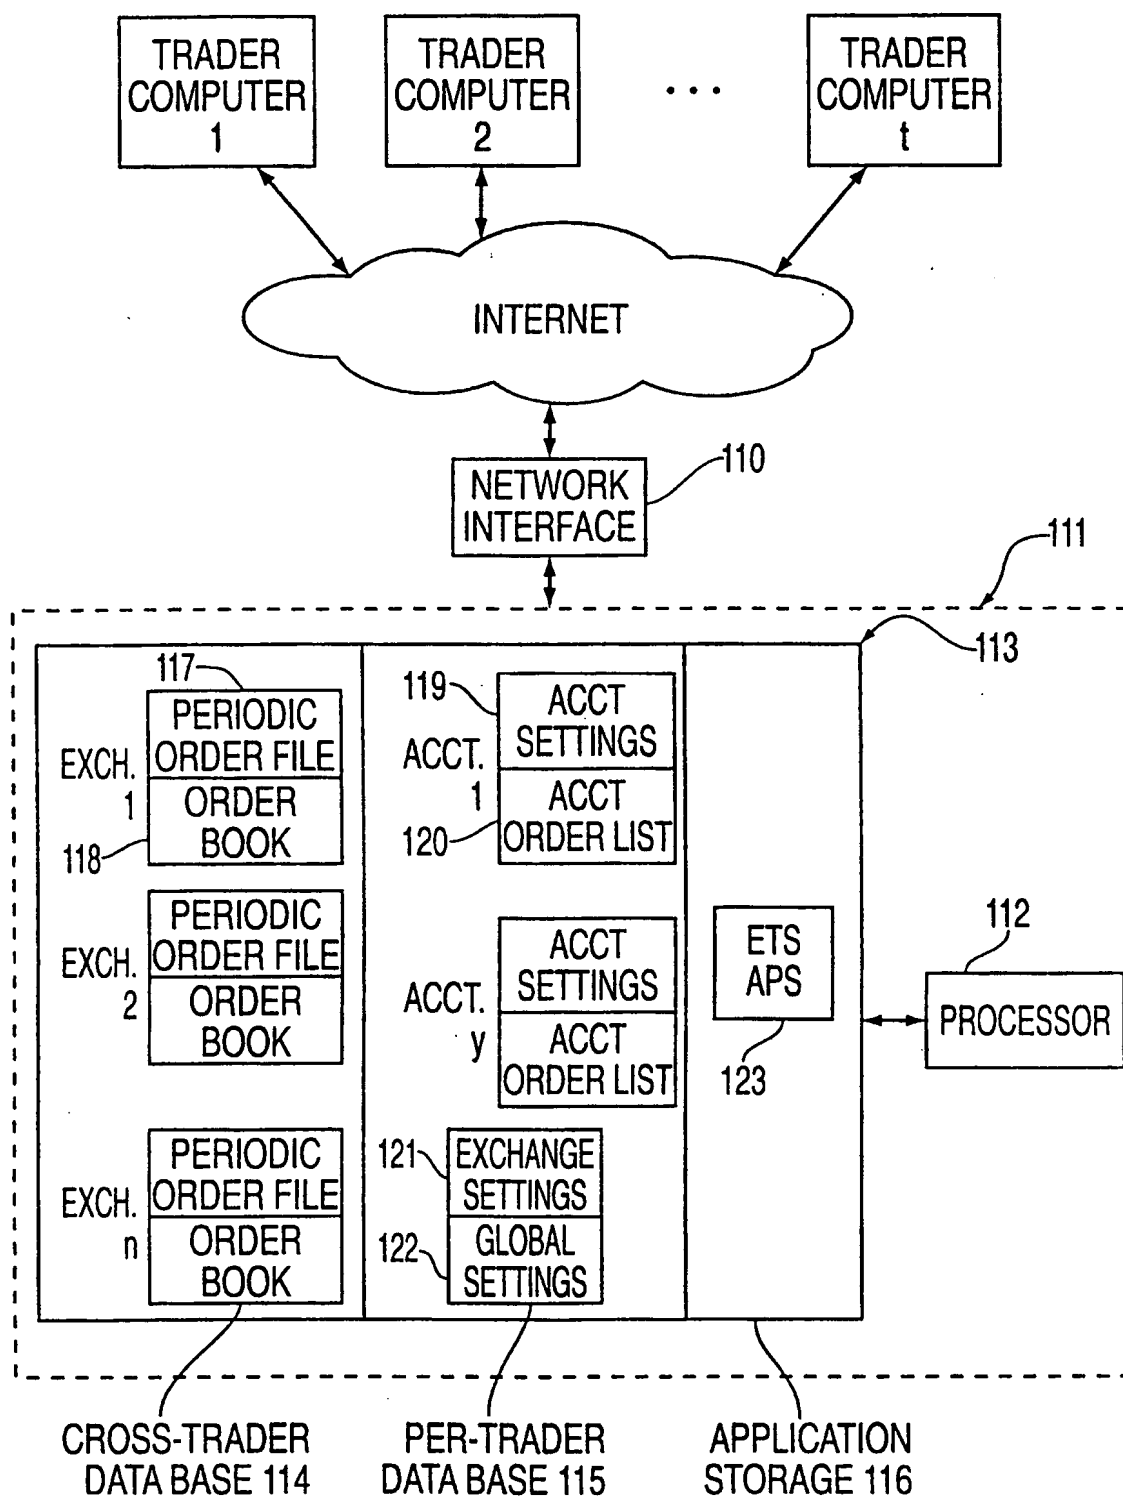 TRADER
COMPUTER
1
TRADER
COMPUTER
2
...
TRADER
COMPUTER
t
INTERNET
NETWORK
INTERFACE
110
111
113
117
PERIODIC
ORDER FILE
EXCH.
1
ORDER
BOOK
118
PERIODIC
ORDER FILE
EXCH.
2
ORDER
BOOK
PERIODIC
ORDER FILE
EXCH.
n
ORDER
BOOK
119
ACCT
SETTINGS
ACCT.
1
ACCT
ORDER LIST
120
ACCT
SETTINGS
ACCT.
y
ACCT
ORDER LIST
121
EXCHANGE
SETTINGS
122
GLOBAL
SETTINGS
ETS
APS
123
112
PROCESSOR
CROSS-TRADER
DATA BASE 114
PER-TRADER
DATA BASE 115
APPLICATION
STORAGE 116